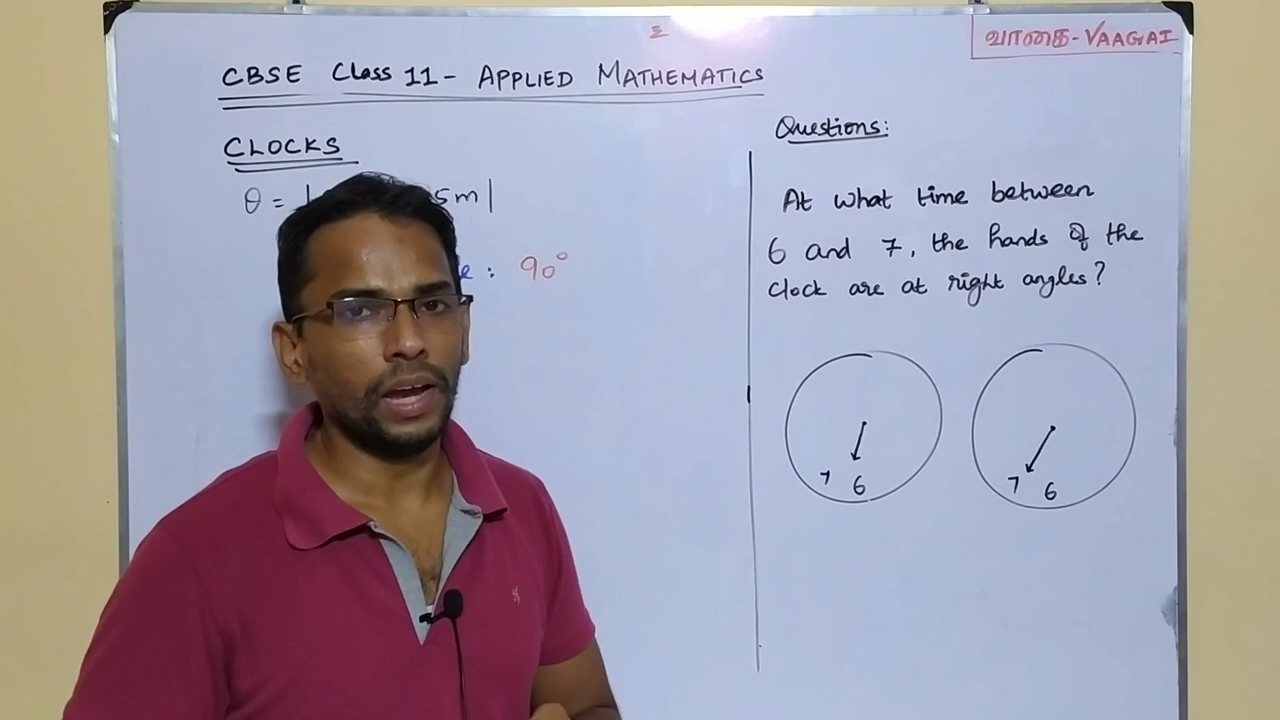 வாகை-VAAGAI
CBSE Class 11 - APPLIED MATHEMATICS
CLOCKS
θ = | 5m|
: 90°
Questions:
At what time between
6 and 7, the hands of the
clock are at right angles?
7 6
7 6